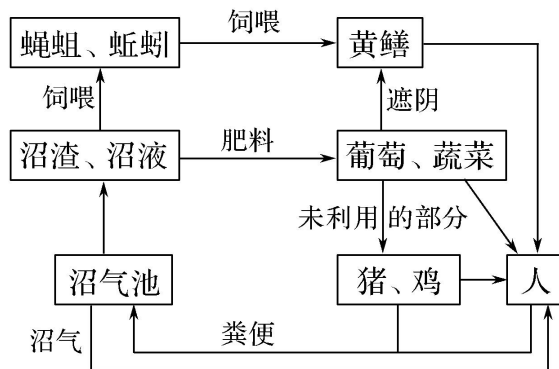 饲喂
蝇蛆、蚯蚓
黄鳝
饲喂
遮阴
沼渣、沼液
肥料
葡萄、蔬菜
未利用的部分
沼气池
猪、鸡
人
沼气
粪便